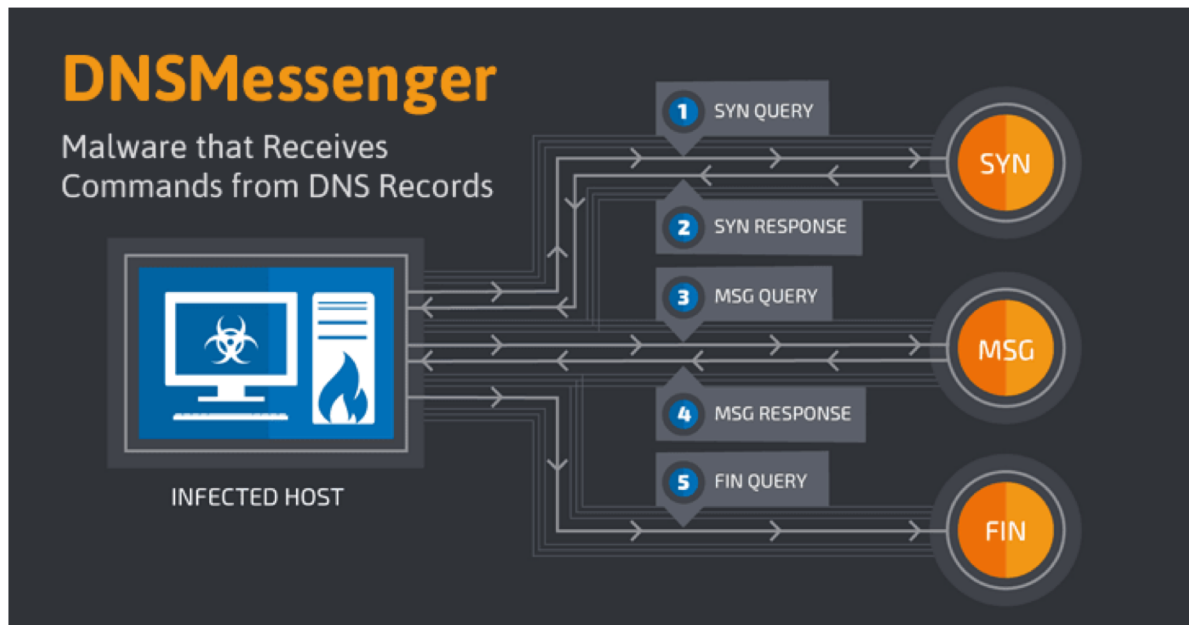 DNSMessenger
Malware that Receives
Commands from DNS Records
1 SYN QUERY
SYN
2 SYN RESPONSE
3 MSG QUERY
MSG
4 MSG RESPONSE
5 FIN QUERY
FIN
INFECTED HOST